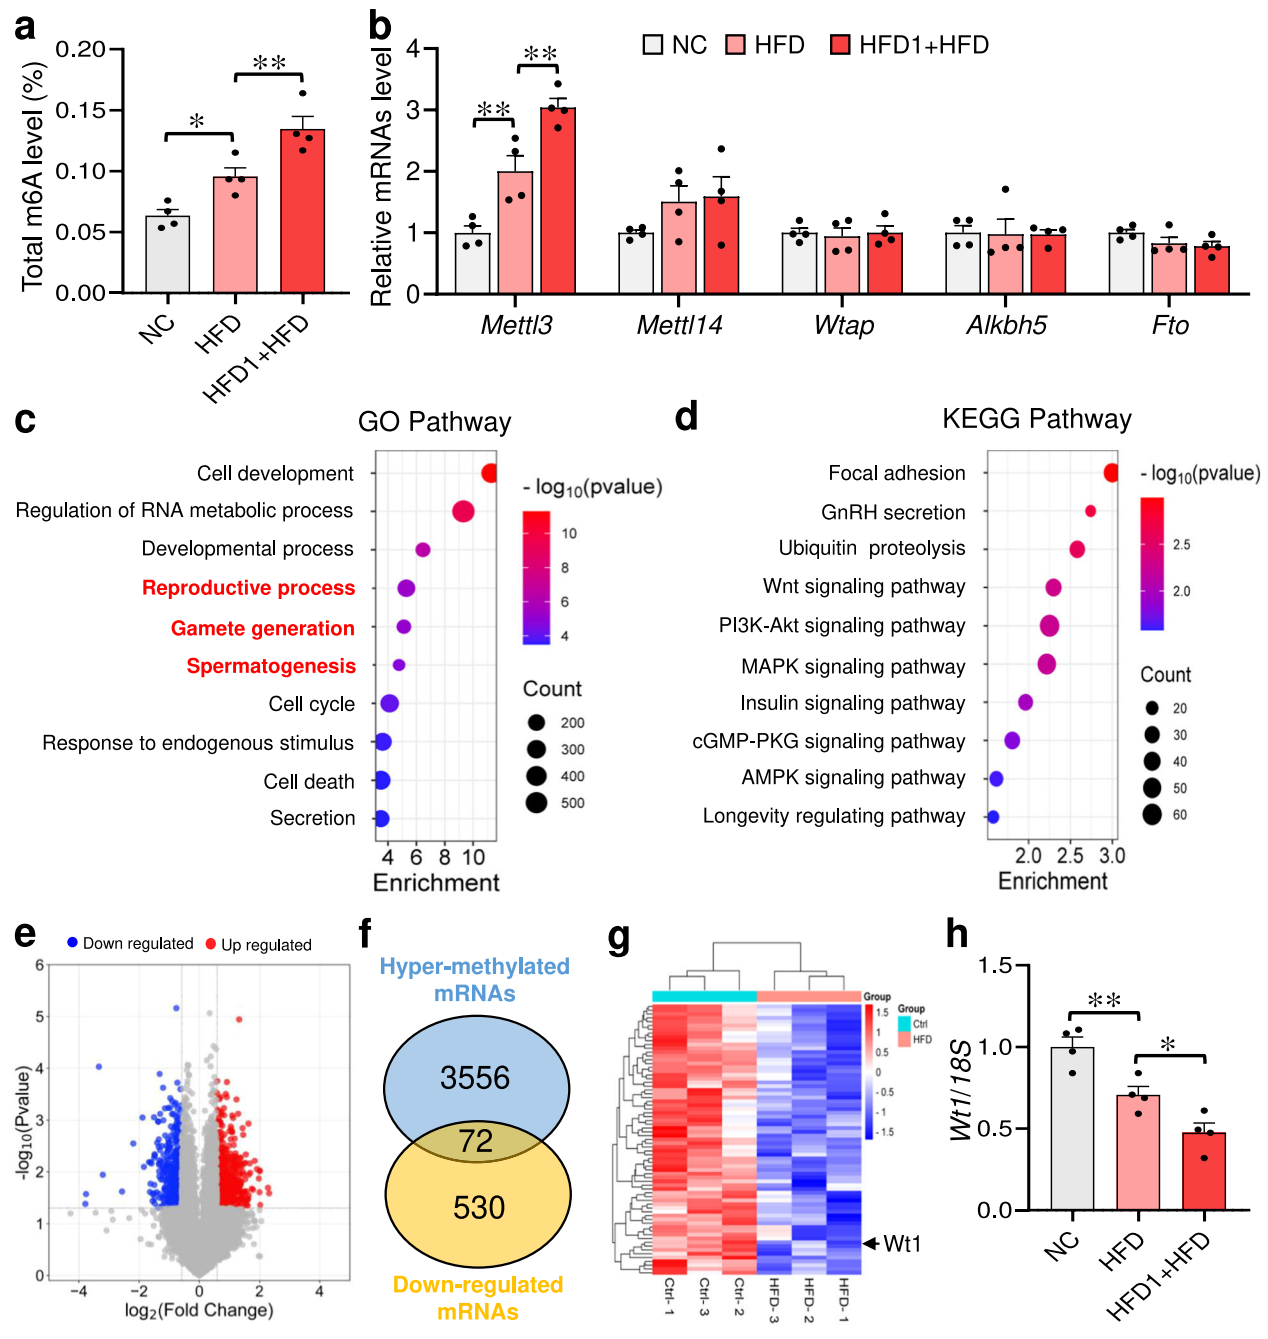 a
Total m6A level (%)
0.20
0.15
0.10
0.05
0.00
*
**
NC
HFD
HFD1+HFD
b
Relative mRNAs level
4
3
2
1
0
**
**
NC
HFD
HFD1+HFD
Mettl3
Mettl14
Wtap
Alkbh5
Fto
c
GO Pathway
Cell development
Regulation of RNA metabolic process
Developmental process
Reproductive process
Gamete generation
Spermatogenesis
Cell cycle
Response to endogenous stimulus
Cell death
Secretion
4 6 8 10
Enrichment
- log10(pvalue)
10
8
6
4
Count
200
300
400
500
d
KEGG Pathway
Focal adhesion
GnRH secretion
Ubiquitin proteolysis
Wnt signaling pathway
PI3K-Akt signaling pathway
MAPK signaling pathway
Insulin signaling pathway
cGMP-PKG signaling pathway
AMPK signaling pathway
Longevity regulating pathway
2.0 2.5 3.0
Enrichment
- log10(pvalue)
2.5
2.0
Count
20
30
40
50
60
e
Down regulated
Up regulated
-log10(Pvalue)
6
5
4
3
2
1
0
−4 −2 0 2 4
log2(Fold Change)
f
Hyper-methylated
mRNAs
3556
72
530
Down-regulated
mRNAs
g
Group
1.5
1
0.5
0
-0.5
-1
-1.5
Group
Ctrl
HFD
Wt1
Ctrl- 1
Ctrl- 3
Ctrl- 2
HFD- 3
HFD- 2
HFD- 1
h
Wt1/18S
1.5
1.0
0.5
0.0
**
*
NC
HFD
HFD1+HFD